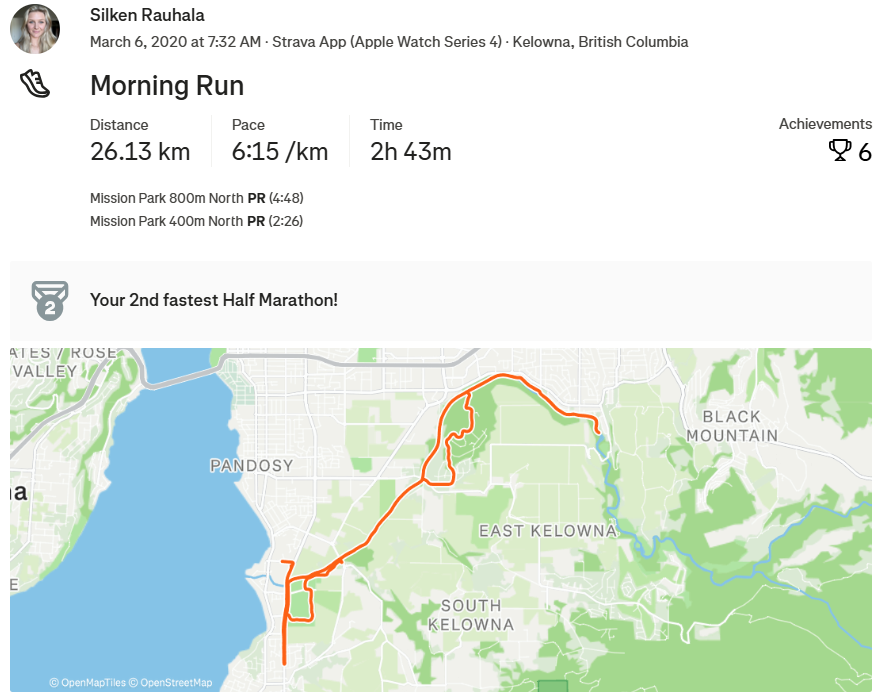 Silken Rauhala
March 6, 2020 at 7:32 AM · Strava App (Apple Watch Series 4) · Kelowna, British Columbia
Morning Run
Distance
26.13 km
Pace
6:15 /km
Time
2h 43m
Achievements
6
Mission Park 800m North PR (4:48)
Mission Park 400m North PR (2:26)
2
Your 2nd fastest Half Marathon!
ATES / ROSE
VALLEY
BLACK
MOUNTAIN
PANDOSY
na
EAST KELOWNA
E
SOUTH
KELOWNA
© OpenMapTiles © OpenStreetMap